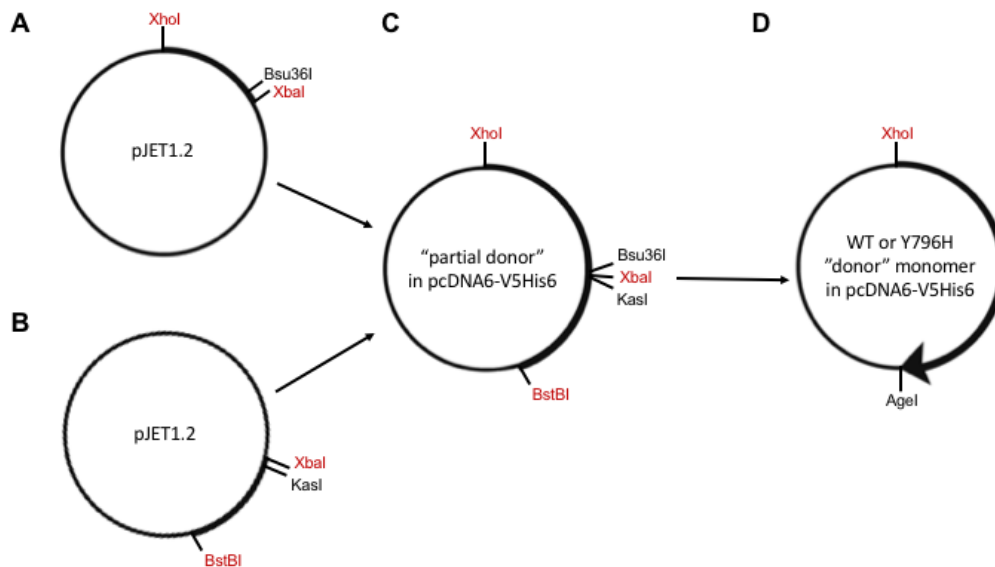 A
XhoI
Bsu36I
XbaI
pJET1.2
B
pJET1.2
XbaI
KasI
BstBI
C
XhoI
"partial donor"
in pcDNA6-V5His6
Bsu36I
XbaI
KasI
BstBI
D
XhoI
WT or Y796H
"donor" monomer
in pcDNA6-V5His6
AgeI